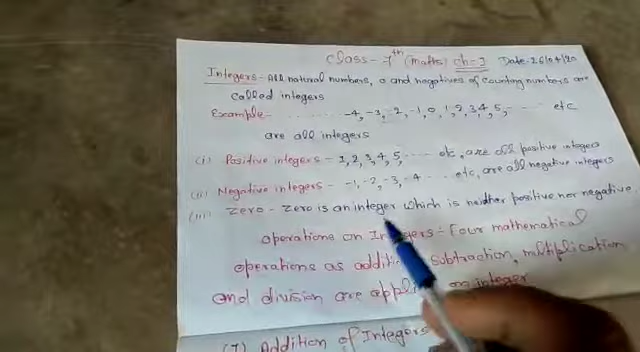 Class - 7th (Maths) Ch-1 Date-26/04/20
Integers - All natural numbers, 0 and negatives of counting numbers are
called integers
Example- ........ -4, -3, -2, -1, 0, 1, 2, 3, 4, 5, ...... etc
are all integers
(i) Positive integers - 1, 2, 3, 4, 5, .... etc, are all positive integers
(ii) Negative integers - -1, -2, -3, -4 .... etc, are all negative integers
(iii) Zero - Zero is an integer which is neither positive nor negative
Operations on Integers - Four mathematical
operations as additi subtraction, multiplication
and division are appli on integer
(I) Addition of Integers